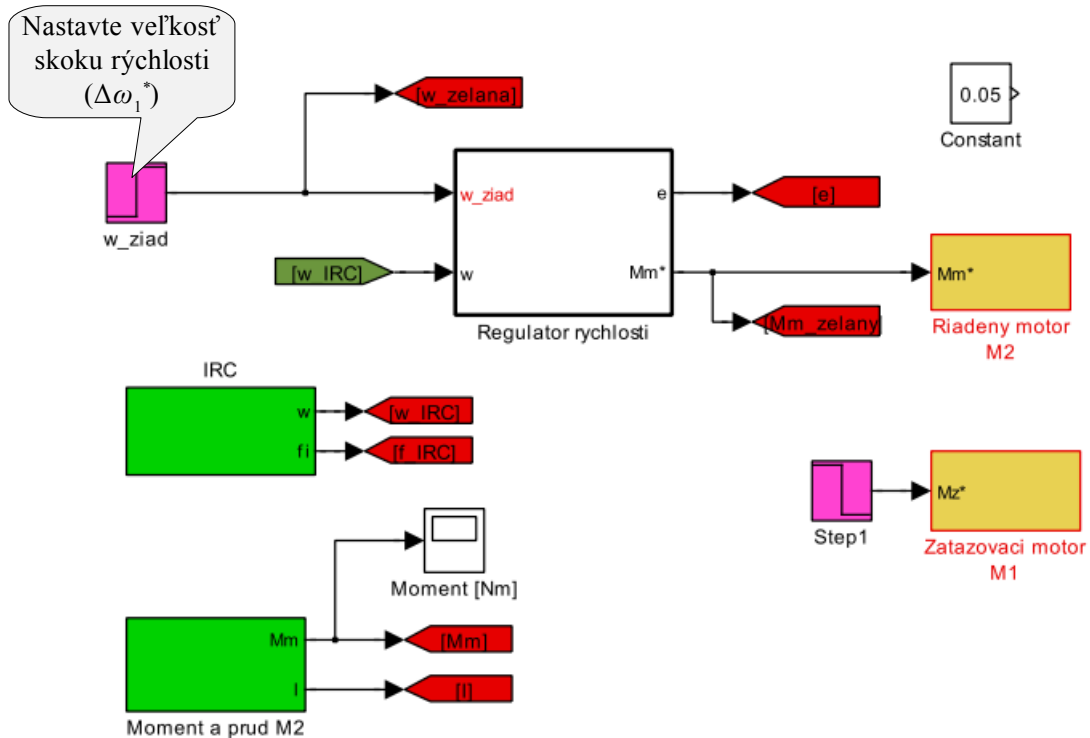 Nastavte veľkosť
skoku rýchlosti
(Δω₁*)
[w_zelana]
0.05
Constant
w_ziad
w_ziad
e
[e]
[w_IRC]
w
Mm*
Mm*
[Mm_zelany]
Regulator rychlosti
Riadeny motor
M2
IRC
w
[w_IRC]
fi
[f_IRC]
Mz*
Step1
Zatazovaci motor
M1
Moment [Nm]
Mm
[Mm]
I
[I]
Moment a prud M2